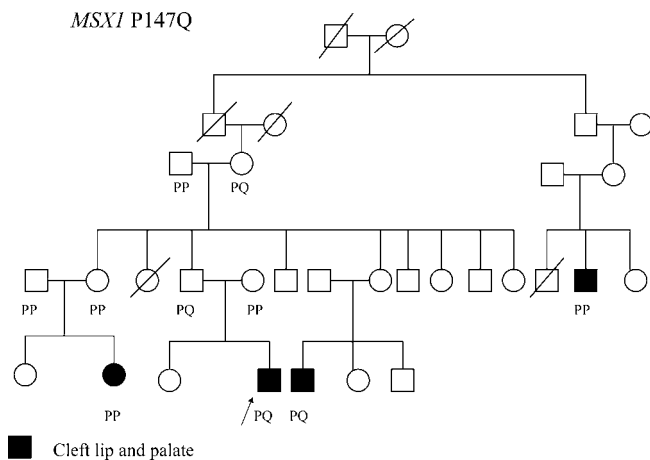 MSX1 P147Q
PP PQ
PP PP PQ PP PP
PP PQ PQ
Cleft lip and palate